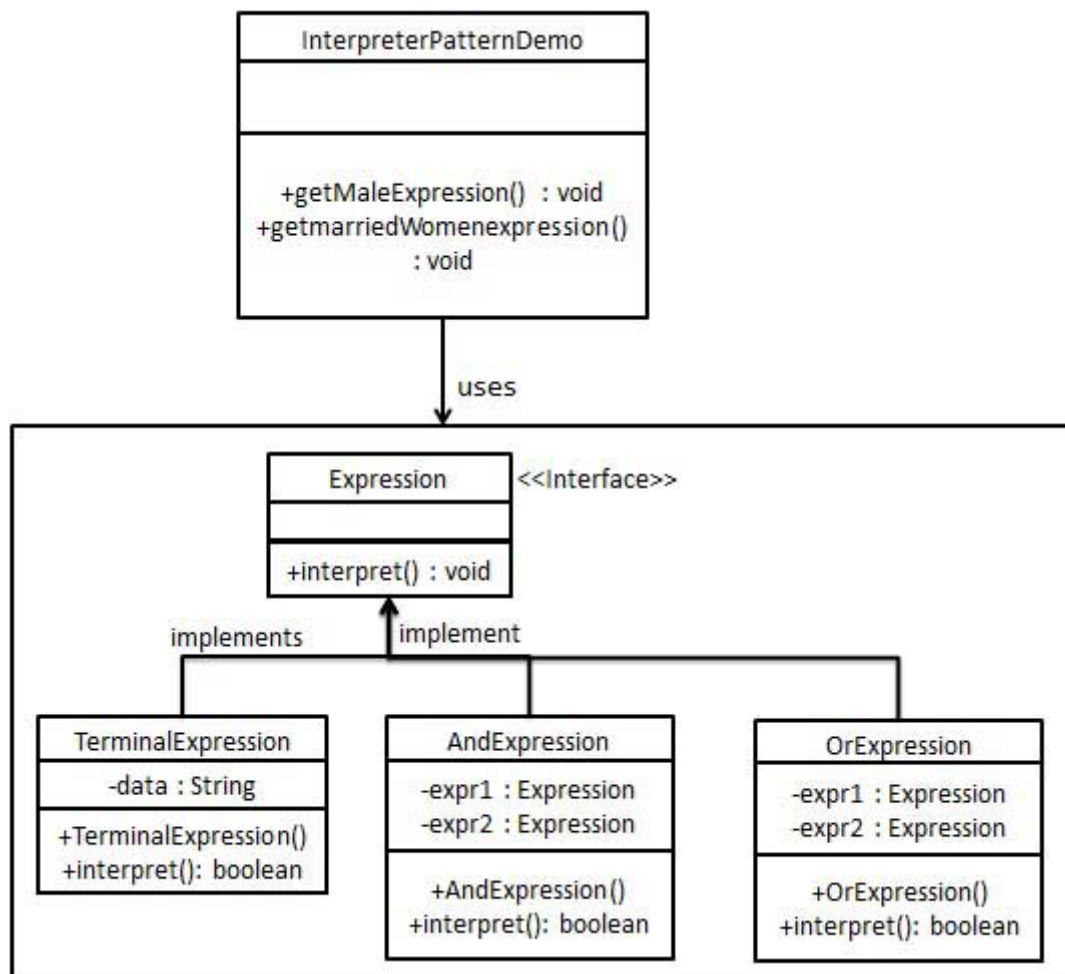 InterpreterPatternDemo
+getMaleExpression() : void
+getmarriedWomenexpression()
: void
uses
Expression
<<Interface>>
+interpret() : void
implements
implement
TerminalExpression
-data : String
+TerminalExpression()
+interpret(): boolean
AndExpression
-expr1 : Expression
-expr2 : Expression
+AndExpression()
+interpret(): boolean
OrExpression
-expr1 : Expression
-expr2 : Expression
+OrExpression()
+interpret(): boolean